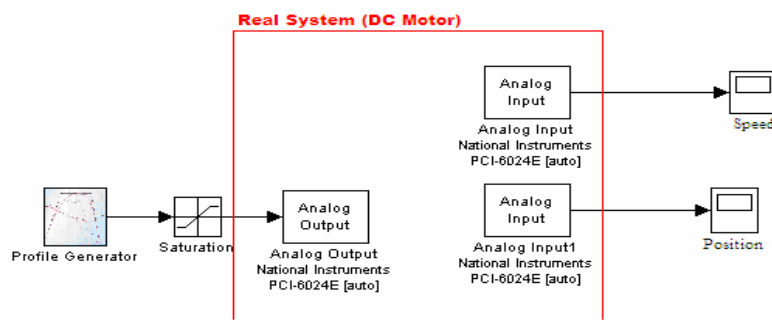 Real System (DC Motor)
Analog
Input
Analog Input
National Instruments
PCI-6024E [auto]
Speed
Profile Generator
Saturation
Analog
Output
Analog Output
National Instruments
PCI-6024E [auto]
Analog
Input
Analog Input1
National Instruments
PCI-6024E [auto]
Position